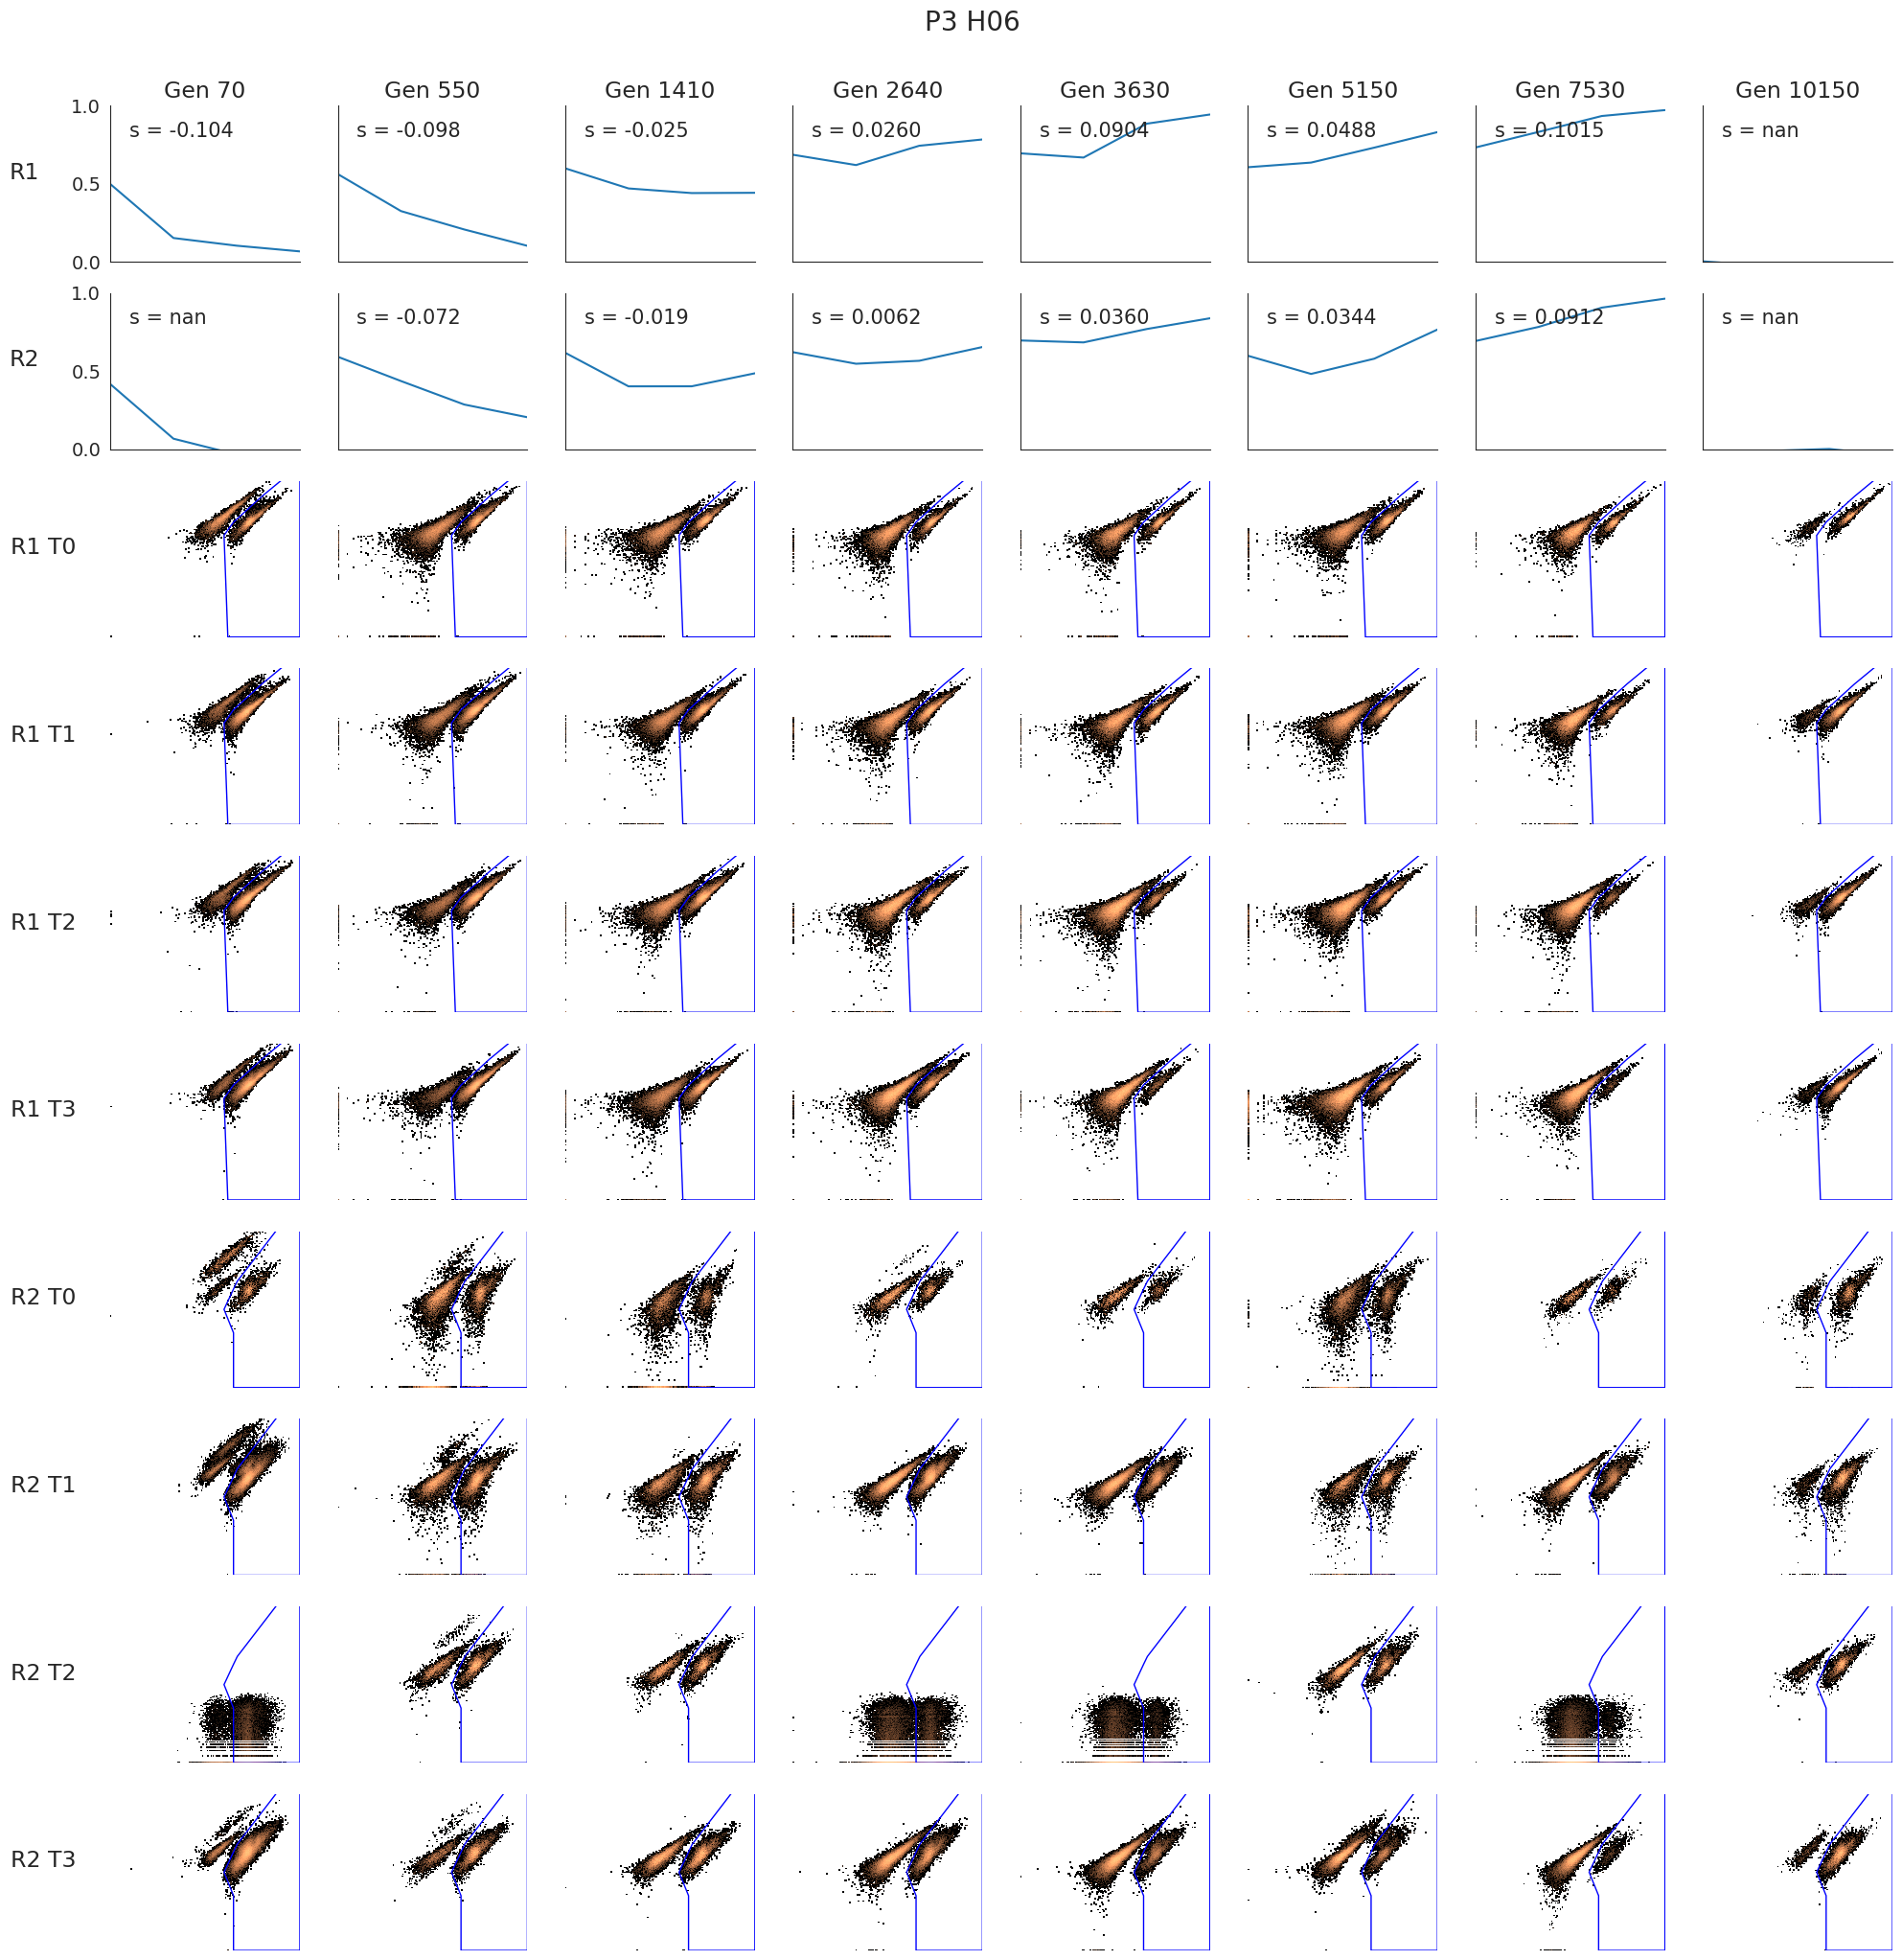 P3 H06
Gen 70 Gen 550 Gen 1410 Gen 2640 Gen 3630 Gen 5150 Gen 7530 Gen 10150
1.0
s = -0.104 s = -0.098 s = -0.025 s = 0.0260 s = 0.0904 s = 0.0488 s = 0.1015 s = nan
R1
0.5
0.0
1.0
s = nan s = -0.072 s = -0.019 s = 0.0062 s = 0.0360 s = 0.0344 s = 0.0912 s = nan
R2
0.5
0.0
R1 T0
R1 T1
R1 T2
R1 T3
R2 T0
R2 T1
R2 T2
R2 T3